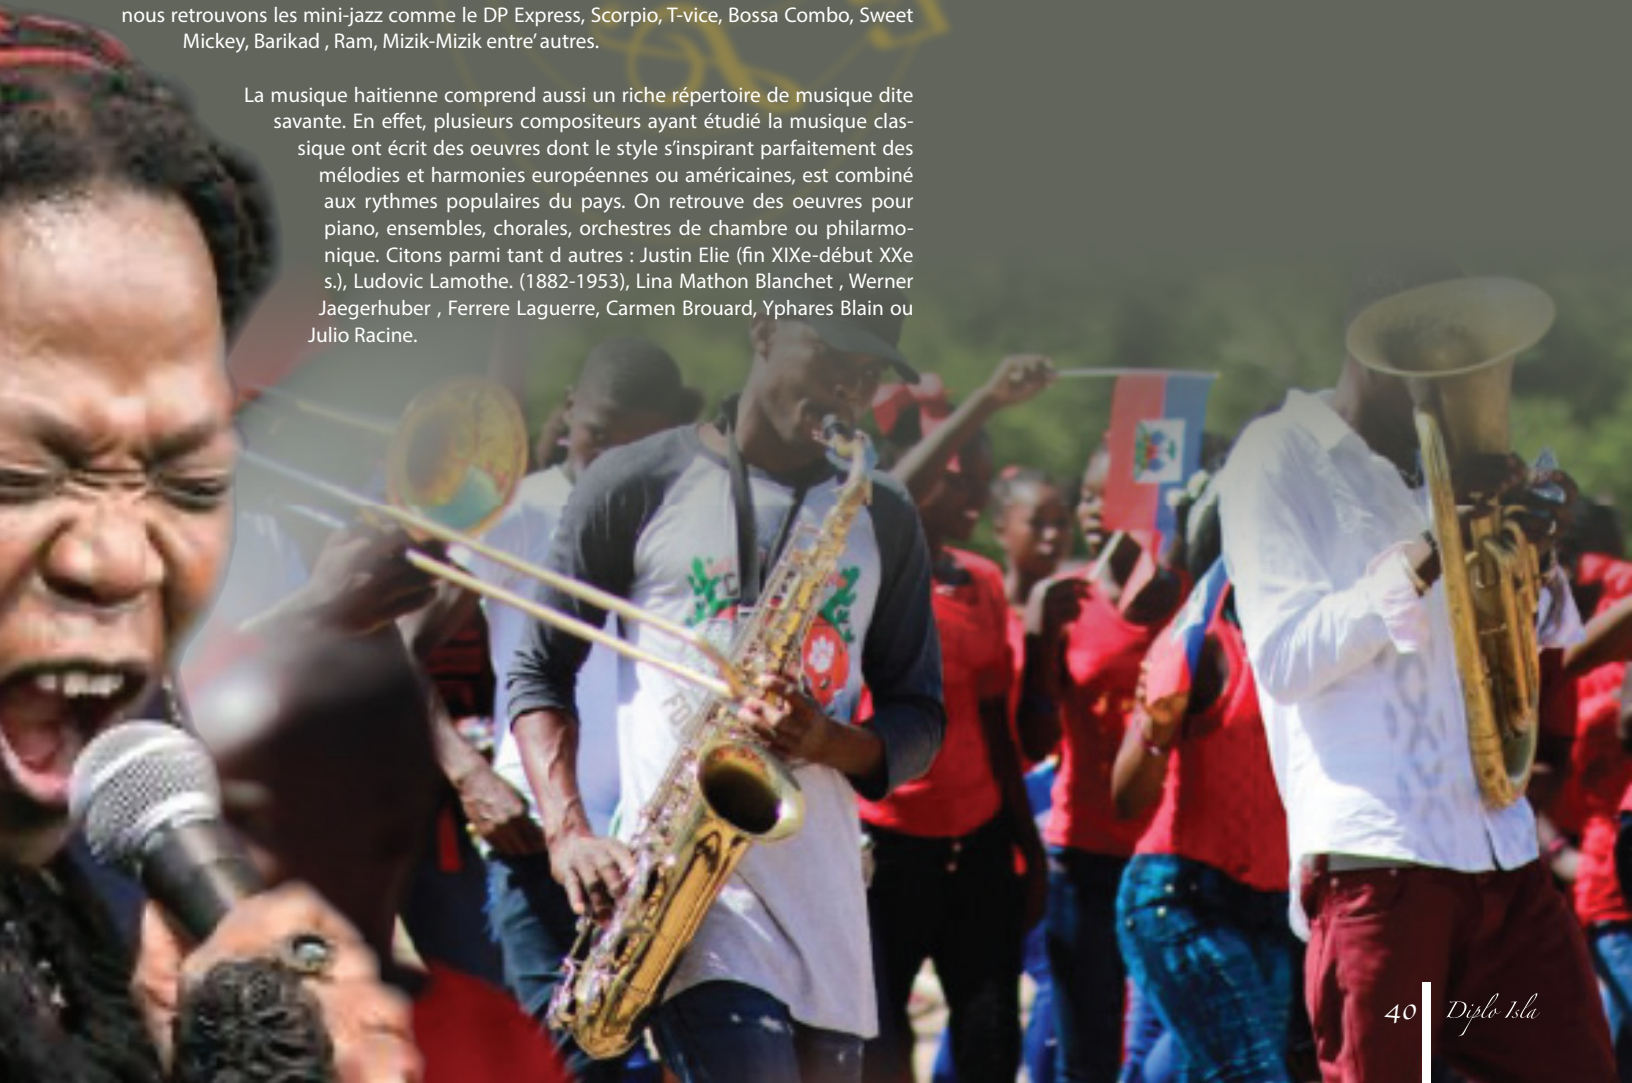 nous retrouvons les mini-jazz comme le DP Express, Scorpio, T-vice, Bossa Combo, Sweet
Mickey, Barikad , Ram, Mizik-Mizik entre' autres.
La musique haitienne comprend aussi un riche répertoire de musique dite
savante. En effet, plusieurs compositeurs ayant étudié la musique clas-
sique ont écrit des oeuvres dont le style s'inspirant parfaitement des
mélodies et harmonies européennes ou américaines, est combiné
aux rythmes populaires du pays. On retrouve des oeuvres pour
piano, ensembles, chorales, orchestres de chambre ou philarmo-
nique. Citons parmi tant d autres : Justin Elie (fin XIXe-début XXe
s.), Ludovic Lamothe. (1882-1953), Lina Mathon Blanchet , Werner
Jaegerhuber , Ferrere Laguerre, Carmen Brouard, Yphares Blain ou
Julio Racine.
40 Diplo Isla